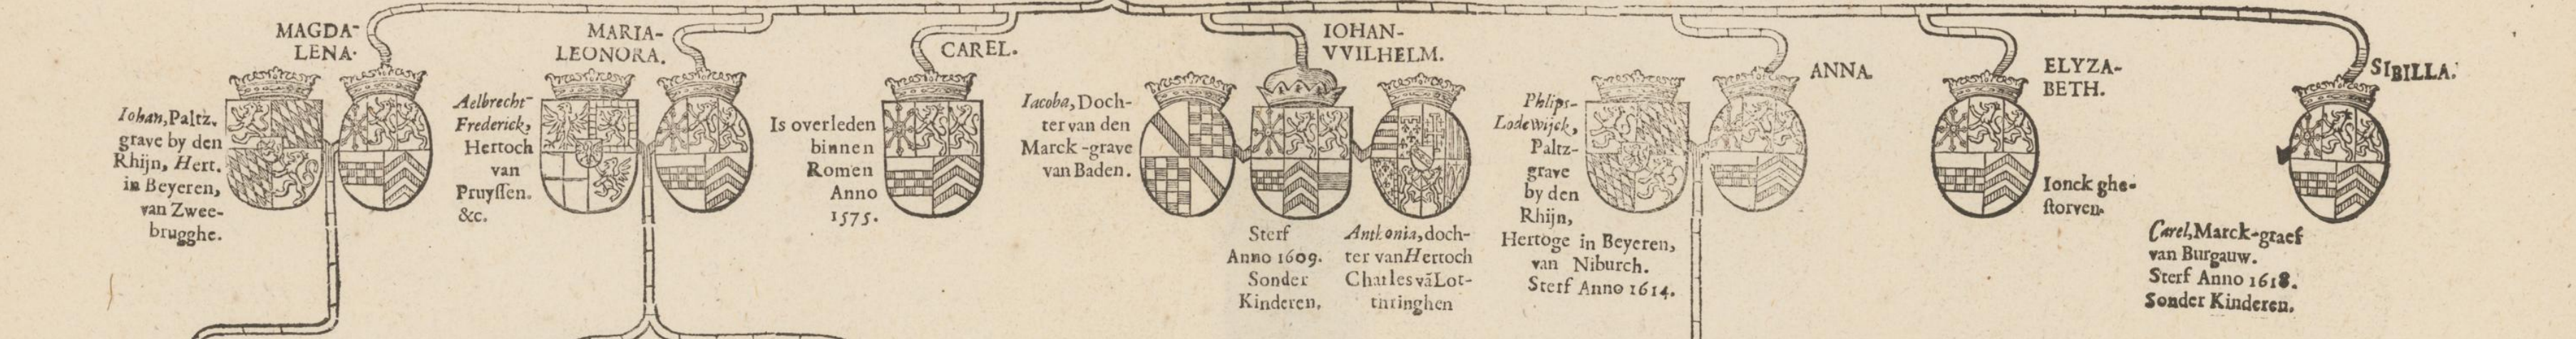 MAGDA-
LENA.
Iohan, Paltz.
grave by den
Rhijn, Hert.
in Beyeren,
van Zwee-
brugghe.
MARIA-
LEONORA.
Aelbrecht-
Frederick,
Hertoch
van
Pruyſſen.
&c.
CAREL.
Is overleden
binnen
Romen
Anno
1575.
IOHAN-
VVILHELM.
Iacoba, Doch-
ter van den
Marck-grave
van Baden.
Sterf
Anno 1609.
Sonder
Kinderen.
Anthonia, doch-
ter van Hertoch
Charles vã Lot-
thringhen
ANNA.
Phlips-
Lodewijck,
Paltz-
grave
by den
Rhijn,
Hertoge in Beyeren,
van Niburch.
Sterf Anno 1614.
ELYZA-
BETH.
Ionck ghe-
ſtorven.
SIBILLA.
Carel, Marck-graef
van Burgauw.
Sterf Anno 1618.
Sonder Kinderen.